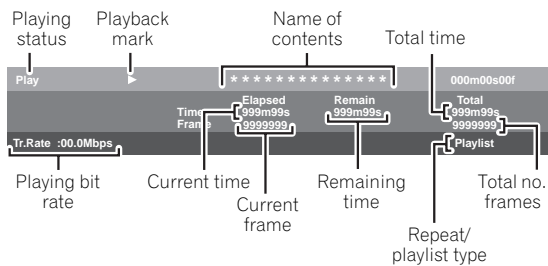 Playing
status
Playback
mark
Name of
contents
Total time
Play
**************
000m00s00f
Elapsed
Remain
Total
Time
999m99s
999m99s
999m99s
Frame
9999999
9999999
Tr.Rate :00.0Mbps
Playlist
Playing bit
rate
Current time
Current
frame
Remaining
time
Total no.
frames
Repeat/
playlist type